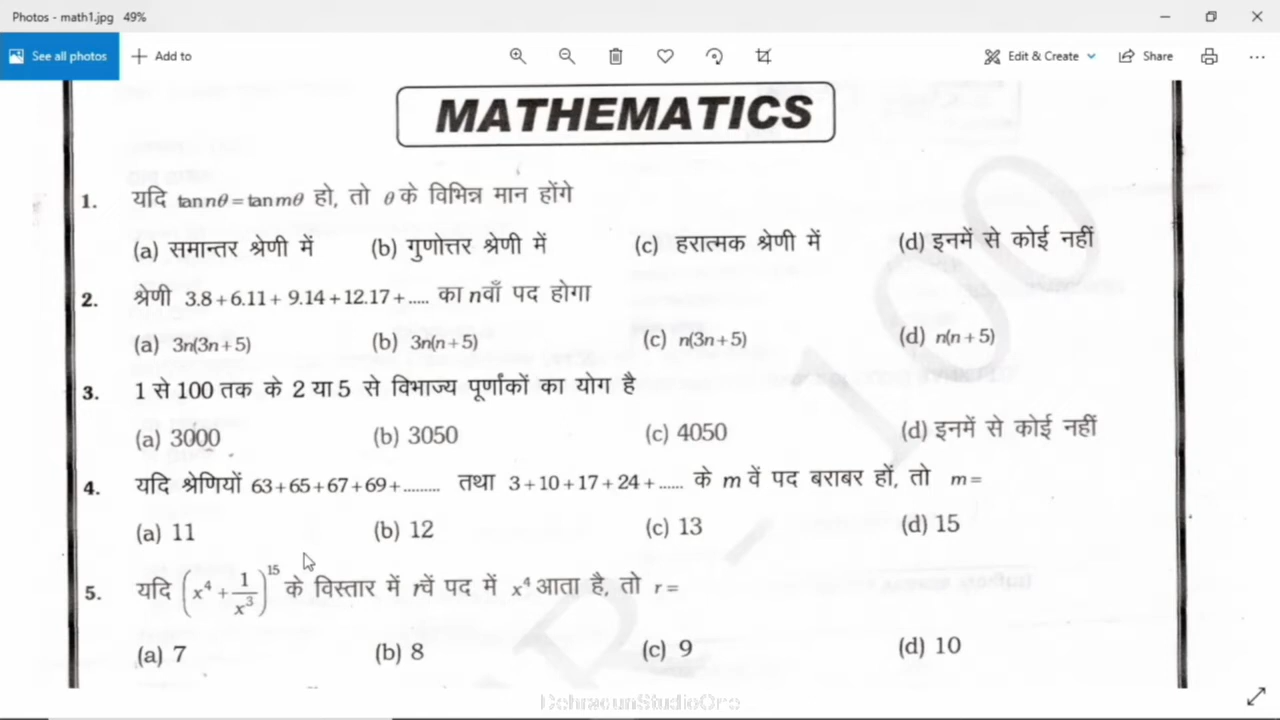 Photos - math1.jpg 49%
See all photos
Add to
Edit & Create
Share
MATHEMATICS
1. यदि tan nθ = tan mθ हो, तो θ के विभिन्न मान होंगे
(a) समान्तर श्रेणी में (b) गुणोत्तर श्रेणी में (c) हरात्मक श्रेणी में (d) इनमें से कोई नहीं
2. श्रेणी 3.8 + 6.11 + 9.14 + 12.17 + ..... का nवाँ पद होगा
(a) 3n(3n + 5) (b) 3n(n + 5) (c) n(3n + 5) (d) n(n + 5)
3. 1 से 100 तक के 2 या 5 से विभाज्य पूर्णांकों का योग है
(a) 3000 (b) 3050 (c) 4050 (d) इनमें से कोई नहीं
4. यदि श्रेणियों 63 + 65 + 67 + 69 + ......... तथा 3 + 10 + 17 + 24 + ...... के m वें पद बराबर हों, तो m =
(a) 11 (b) 12 (c) 13 (d) 15
5. यदि (x⁴ + 1/x³)¹⁵ के विस्तार में rवें पद में x⁴ आता है, तो r =
(a) 7 (b) 8 (c) 9 (d) 10
DehradunStudioOne